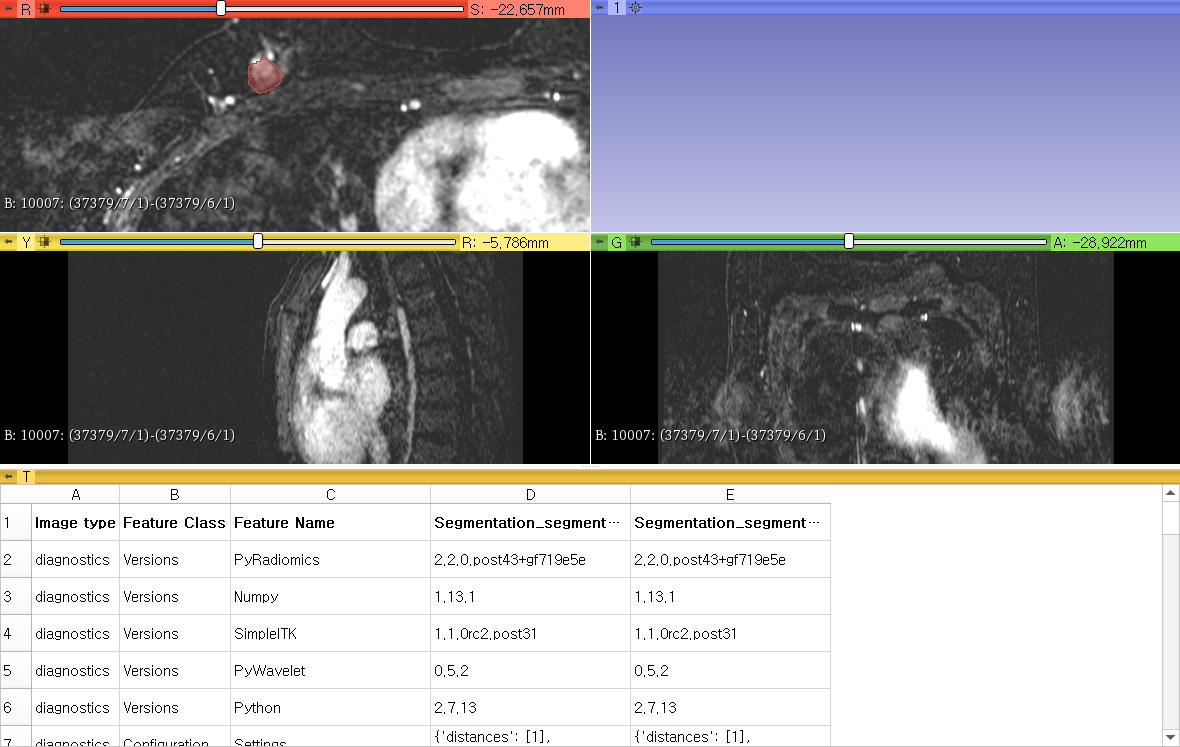 R S: -22.657mm
1
B: 10007: (37379/7/1)-(37379/6/1)
Y R: -5.786mm
G A: -28.922mm
B: 10007: (37379/7/1)-(37379/6/1)
B: 10007: (37379/7/1)-(37379/6/1)
T
A B C D E
1 Image type Feature Class Feature Name Segmentation_segment... Segmentation_segment...
2 diagnostics Versions PyRadiomics 2.2.0.post43+gf719e5e 2.2.0.post43+gf719e5e
3 diagnostics Versions Numpy 1.13.1 1.13.1
4 diagnostics Versions SimpleITK 1.1.0rc2.post31 1.1.0rc2.post31
5 diagnostics Versions PyWavelet 0.5.2 0.5.2
6 diagnostics Versions Python 2.7.13 2.7.13
7 diagnostics Configuration Settings {'distances': [1], {'distances': [1],